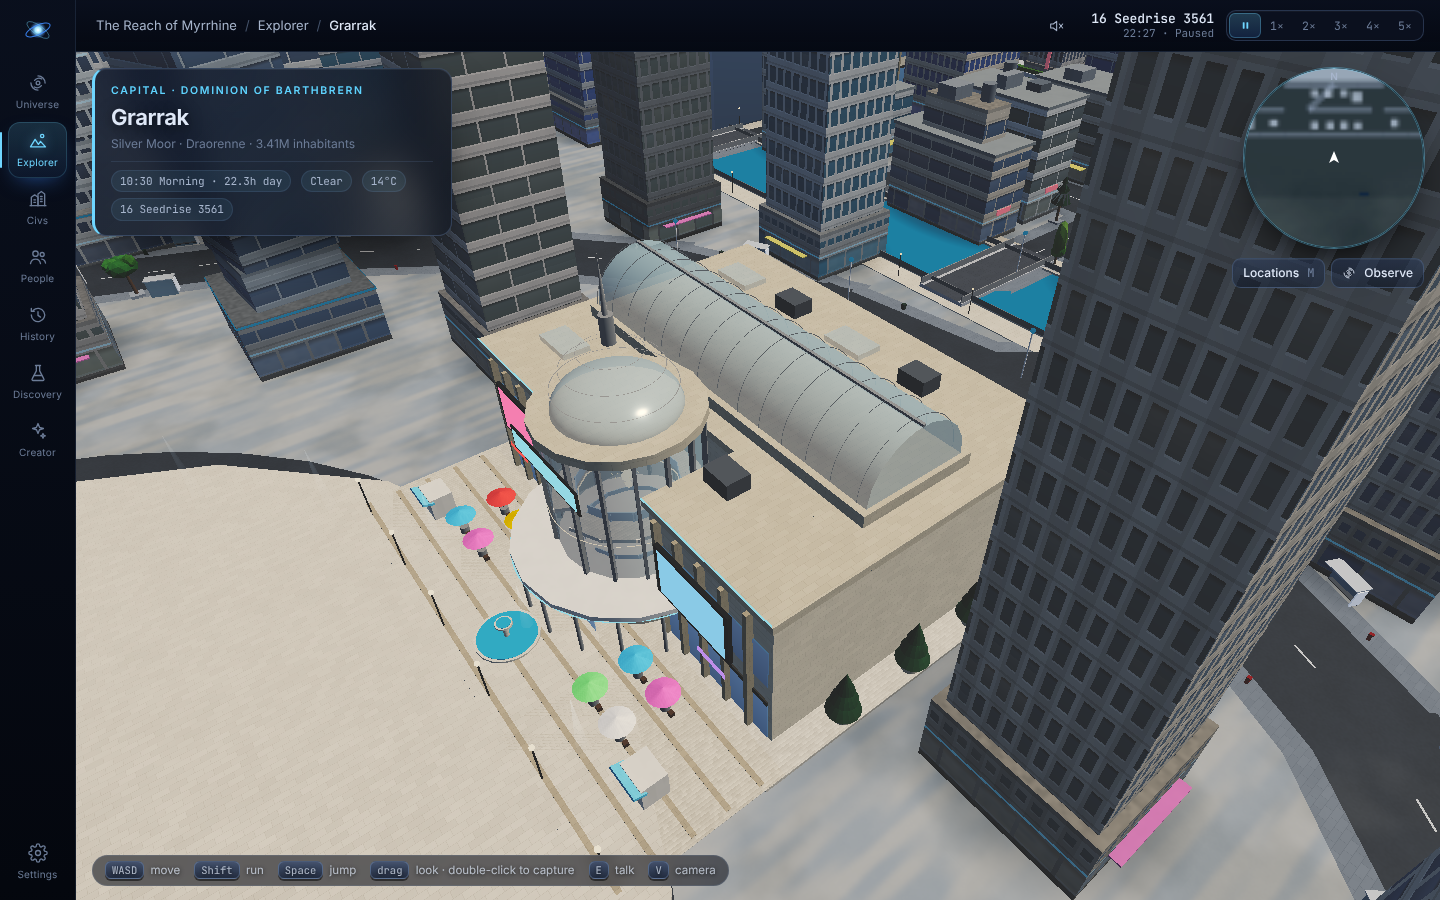 The Reach of Myrrhine / Explorer / Grarrak
16 Seedrise 3561
22:27 · Paused
1×
2×
3×
4×
5×
Universe
Explorer
Civs
People
History
Discovery
Creator
Settings
CAPITAL · DOMINION OF BARTHBRERN
Grarrak
Silver Moor · Draorenne · 3.41M inhabitants
10:30 Morning · 22.3h day
Clear
14°C
16 Seedrise 3561
N
Locations M
Observe
WASD move
Shift run
Space jump
drag look · double-click to capture
E talk
V camera